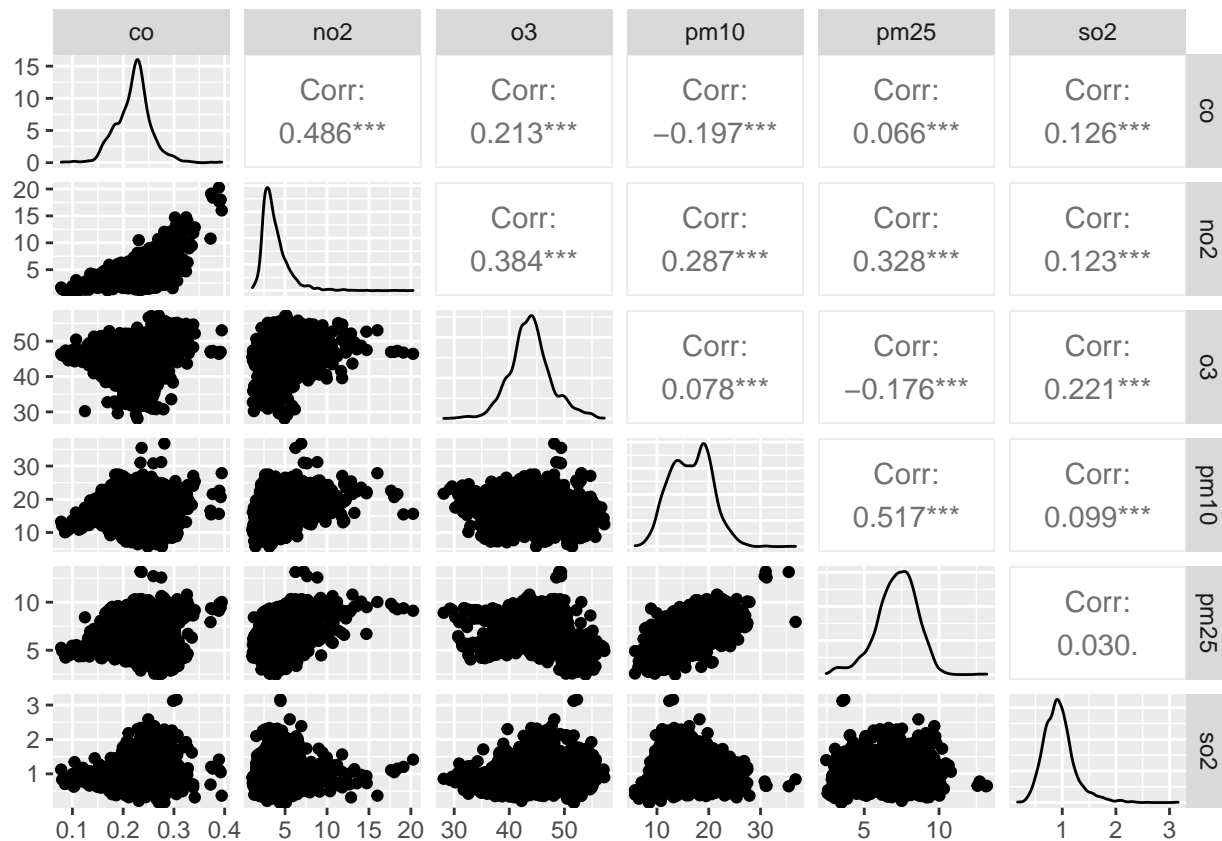 co no2 o3 pm10 pm25 so2
15
10
5
0
Corr: Corr: Corr: Corr: Corr:
0.486*** 0.213*** −0.197*** 0.066*** 0.126***
co
20
15
10
5
Corr: Corr: Corr: Corr:
0.384*** 0.287*** 0.328*** 0.123***
no2
50
40
30
Corr: Corr: Corr:
0.078*** −0.176*** 0.221***
o3
30
20
10
Corr: Corr:
0.517*** 0.099***
pm10
10
5
Corr:
0.030.
pm25
3
2
1
so2
0.1 0.2 0.3 0.4 5 10 15 20 30 40 50 10 20 30 5 10 1 2 3